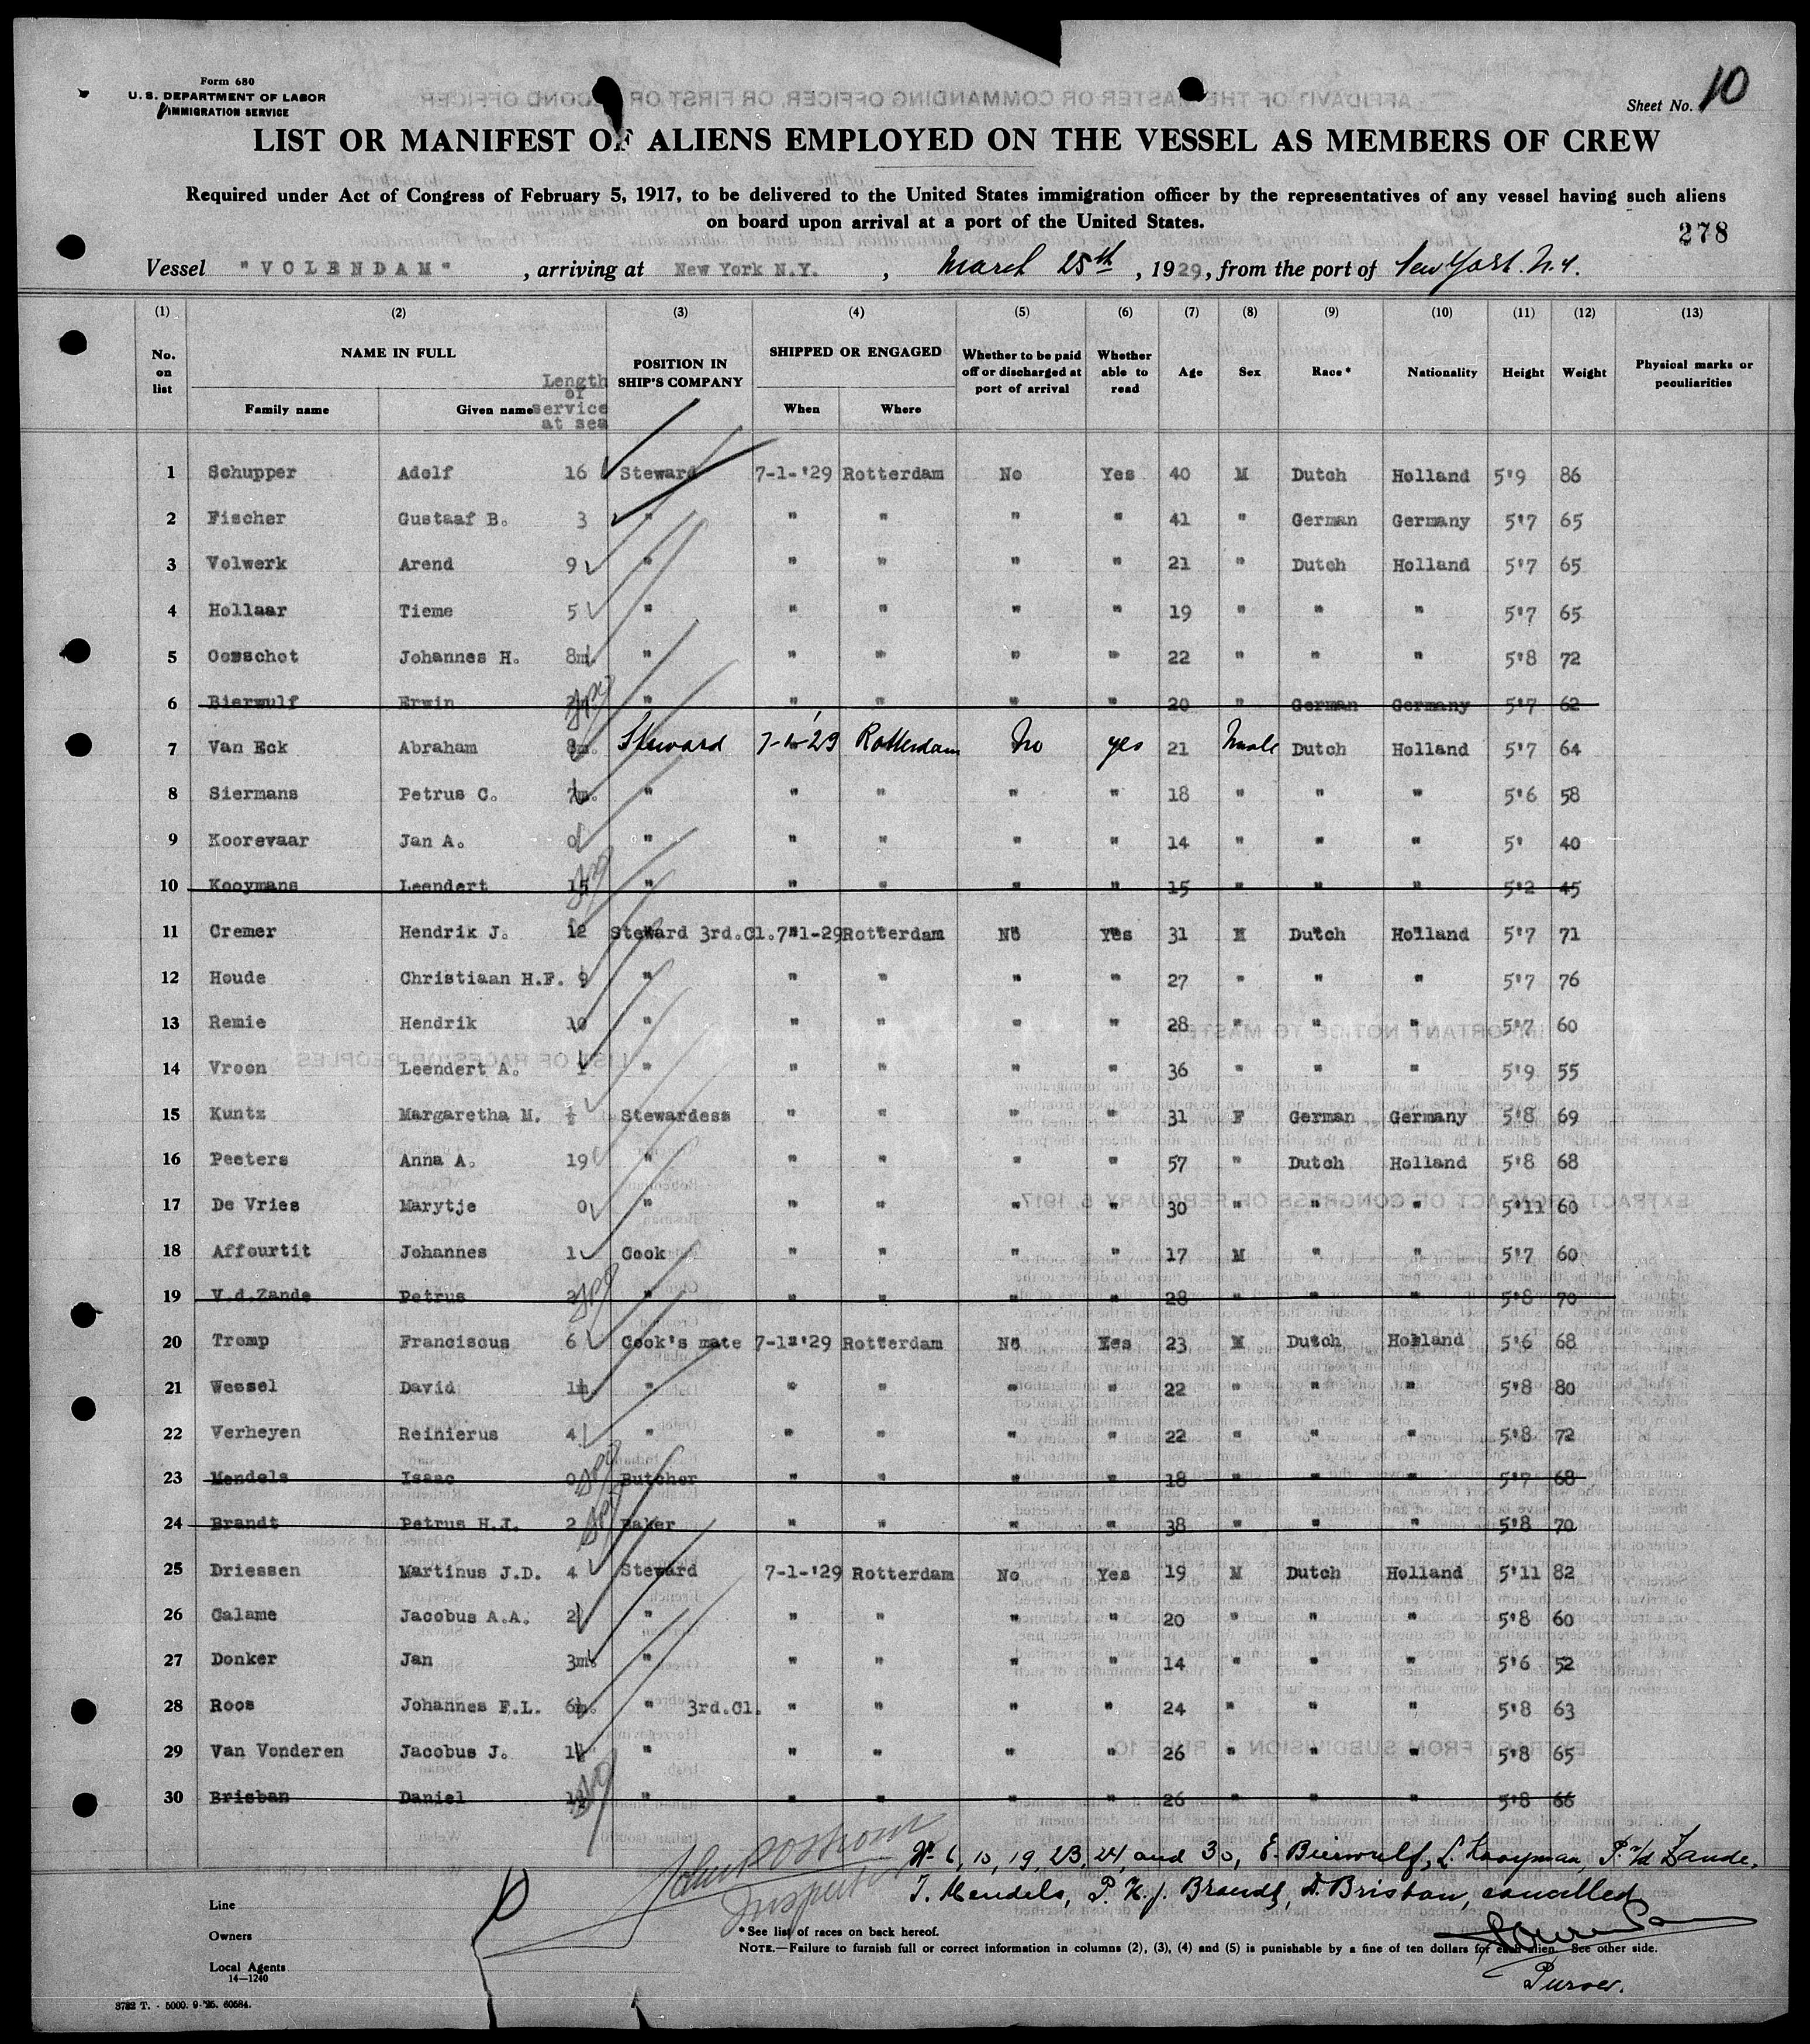 Form 680
U. S. DEPARTMENT OF LABOR
IMMIGRATION SERVICE
Sheet No. 10
LIST OR MANIFEST OF ALIENS EMPLOYED ON THE VESSEL AS MEMBERS OF CREW
Required under Act of Congress of February 5, 1917, to be delivered to the United States immigration officer by the representatives of any vessel having such aliens
on board upon arrival at a port of the United States.
278
Vessel "VOLENDAM", arriving at New York N.Y., March 25th, 1929, from the port of New York. N.Y.
(1) (2) (3) (4) (5) (6) (7) (8) (9) (10) (11) (12) (13)
No. on list NAME IN FULL Family name Given name Length of service at sea POSITION IN SHIP'S COMPANY SHIPPED OR ENGAGED When Where Whether to be paid off or discharged at port of arrival Whether able to read Age Sex Race* Nationality Height Weight Physical marks or peculiarities
1 Schupper Adolf 16 Steward 7-1-'29 Rotterdam No Yes 40 M Dutch Holland 5'9 86
2 Fischer Gustaaf B. 3 " " " " " 41 " German Germany 5'7 65
3 Volwerk Arend 9 " " " " " 21 " Dutch Holland 5'7 65
4 Hollaar Tieme 5 " " " " " 19 " " " 5'7 65
5 Oosschot Johannes H. 8m. " " " " " 22 " " " 5'8 72
6 Bierwulf Erwin " " " " " 20 " German Germany 5'7 62
7 Van Eck Abraham 8m. Steward 7-1-29 Rotterdam No yes 21 Male Dutch Holland 5'7 64
8 Siermans Petrus C. 7m. " " " " " 18 " " " 5'6 58
9 Koorevaar Jan A. 0 " " " " " 14 " " " 5' 40
10 Kooymans Leendert 15 " " " " " 15 " " " 5'2 45
11 Cremer Hendrik J. 12 Steward 3rd.Cl. 7-1-29 Rotterdam No Yes 31 M Dutch Holland 5'7 71
12 Houde Christiaan H.F. 9 " " " " " 27 " " " 5'7 76
13 Remie Hendrik 10 " " " " " 28 " " " 5'7 60
14 Vroon Leendert A. 1 " " " " " 36 " " " 5'9 55
15 Kuntz Margaretha M. ½ Stewardess " " " " 31 F German Germany 5'8 69
16 Peeters Anna A. 19 " " " " " 57 " Dutch Holland 5'8 68
17 De Vries Marytje 0 " " " " " 30 " " " 5'11 60
18 Affourtit Johannes 1 Cook " " " " 17 M " " 5'7 60
19 V.d.Zande Petrus 2 " " " " " 28 " " " 5'8 70
20 Tromp Franciscus 6 Cook's mate 7-1-'29 Rotterdam No Yes 23 M Dutch Holland 5'6 68
21 Wessel David 1m. " " " " " 22 " " " 5'8 80
22 Verheyen Reinierus 4 " " " " " 22 " " " 5'8 72
23 Mendels Isaac 0 Butcher " " " " 18 " " " 5'7 68
24 Brandt Petrus H.J. 2 Baker " " " " 38 " " " 5'8 70
25 Driessen Martinus J.D. 4 Steward 7-1-'29 Rotterdam No Yes 19 M Dutch Holland 5'11 82
26 Calame Jacobus A.A. 2 " " " " " 20 " " " 5'8 60
27 Donker Jan 3m. " " " " " 14 " " " 5'6 52
28 Roos Johannes F.L. 6m. " 3rd.Cl. " " " " 24 " " " 5'8 63
29 Van Vonderen Jacobus J. 1½ " " " " " 26 " " " 5'8 65
30 Brisban Daniel 1½ " " " " " 26 " " " 5'8 66
Nº 6, 10, 19, 23, 24, and 30, E. Bierwulf, L. Kooyman, P. v/d Zande,
I. Mendels, P. H. J. Brandt, D. Brisban, cancelled
Inspector
Line
Owners
Local Agents
14—1240
*See list of races on back hereof.
NOTE.—Failure to furnish full or correct information in columns (2), (3), (4) and (5) is punishable by a fine of ten dollars for each alien. See other side.
Purser.
3782 T. - 5000. 9-'25. 60584.